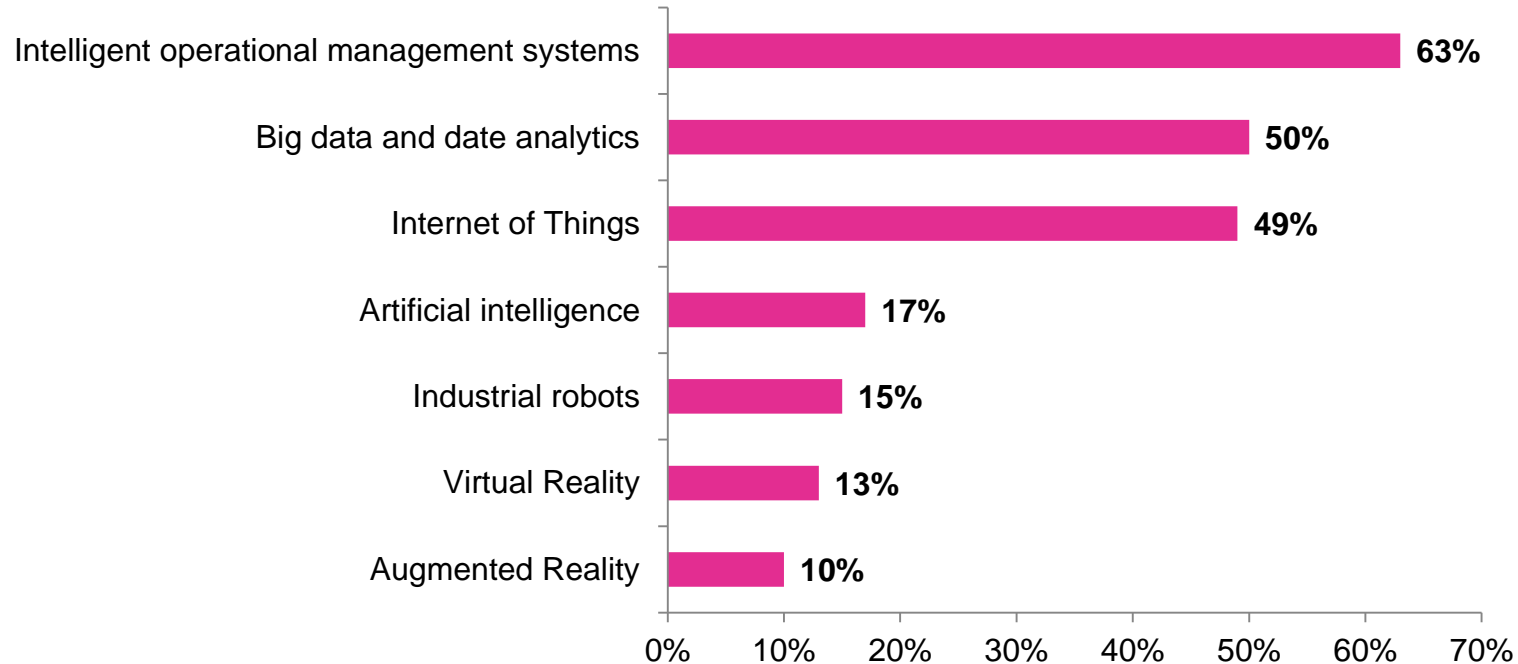 Intelligent operational management systems 63%
Big data and date analytics 50%
Internet of Things 49%
Artificial intelligence 17%
Industrial robots 15%
Virtual Reality 13%
Augmented Reality 10%
0% 10% 20% 30% 40% 50% 60% 70%